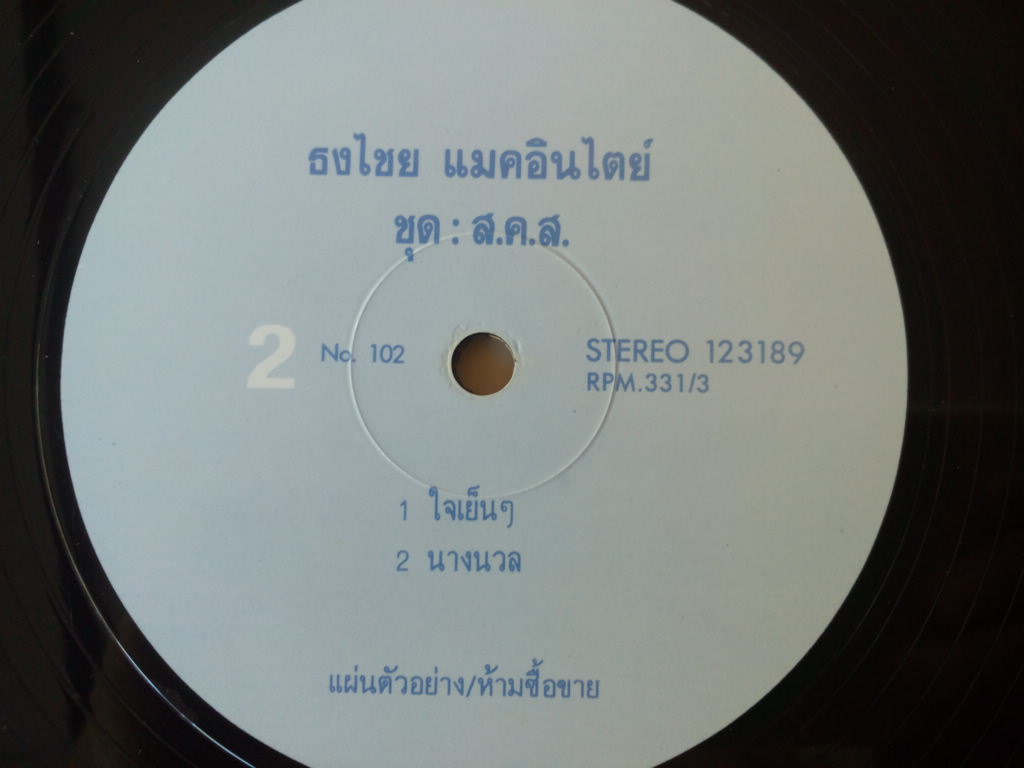 ธงไชย แมคอินไตย์
ชุด : ส.ค.ส.
2 No. 102 STEREO 123189
RPM.331/3
1 ใจเย็นๆ
2 นางนวล
แผ่นตัวอย่าง/ห้ามซื้อขาย